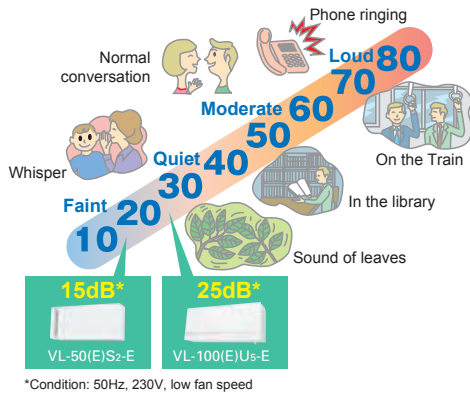 Phone ringing
Normal
conversation
Loud 80
70
Moderate 60
50
On the Train
Whisper
Quiet 40
30
In the library
Faint 20
10
Sound of leaves
15dB*
VL-50(E)S2-E
25dB*
VL-100(E)U5-E
*Condition: 50Hz, 230V, low fan speed